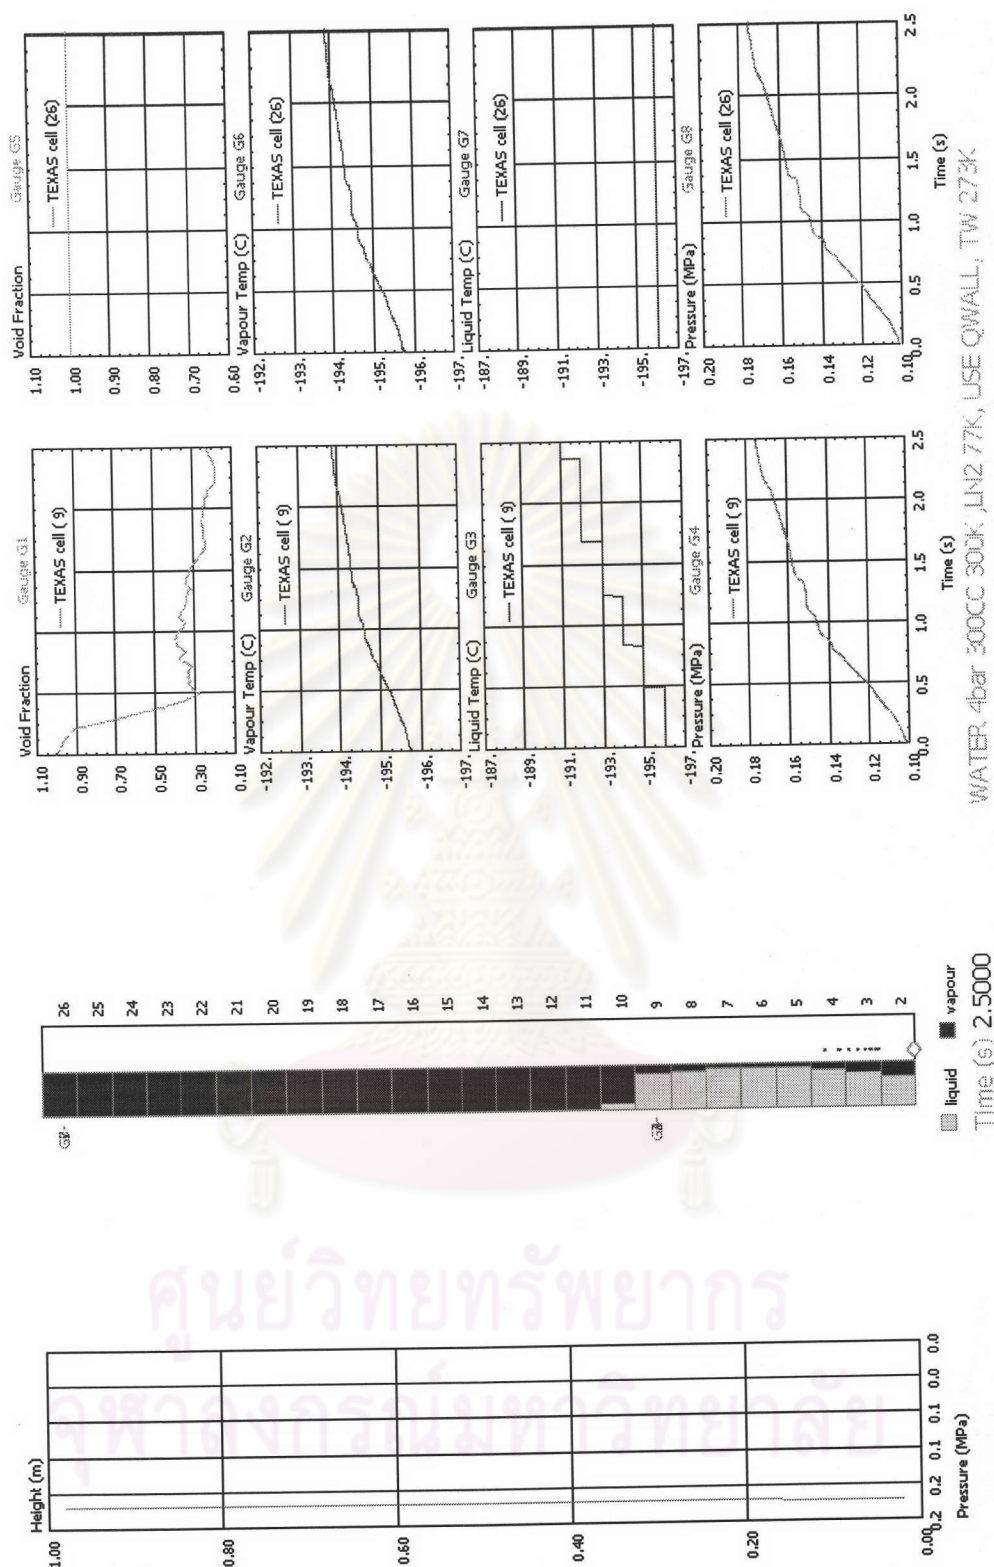 Height (m)
1.00
0.80
0.60
0.40
0.20
0.00
0.2 0.2 0.1 0.1 0.0 0.0
Pressure (MPa)
26
25
24
23
22
21
20
19
18
17
16
15
14
13
12
11
10
9
8
7
6
5
4
3
2
liquid vapour
Time (s) 2.5000
Void Fraction Gauge G1
TEXAS cell ( 9)
1.10
0.90
0.70
0.50
0.30
0.10
Vapour Temp (C) Gauge G2
TEXAS cell ( 9)
-192.
-193.
-194.
-195.
-196.
-197.
Liquid Temp (C) Gauge G3
TEXAS cell ( 9)
-187.
-189.
-191.
-193.
-195.
-197.
Pressure (MPa) Gauge G4
TEXAS cell ( 9)
0.20
0.18
0.16
0.14
0.12
0.10
0.0 0.5 1.0 1.5 2.0 2.5
Time (s)
Void Fraction Gauge G5
TEXAS cell (26)
1.10
1.00
0.90
0.80
0.70
0.60
Vapour Temp (C) Gauge G6
TEXAS cell (26)
-192.
-193.
-194.
-195.
-196.
-197.
Liquid Temp (C) Gauge G7
TEXAS cell (26)
-187.
-189.
-191.
-193.
-195.
-197.
Pressure (MPa) Gauge G8
TEXAS cell (26)
0.20
0.18
0.16
0.14
0.12
0.10
0.0 0.5 1.0 1.5 2.0 2.5
Time (s)
WATER 4bar 300CC 300K ,LN2 77K, USE QWALL, TW 273K
ศูนย์วิทยทรัพยากร
จุฬาลงกรณ์มหาวิทยาลัย